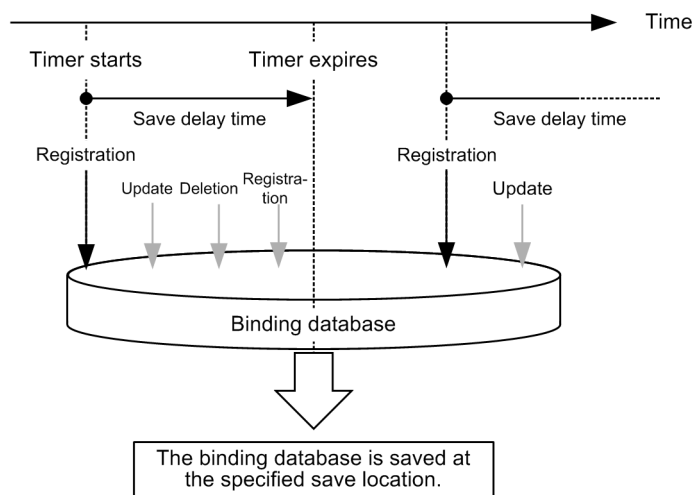 Time
Timer starts
Timer expires
Save delay time
Save delay time
Registration
Registration
Update
Deletion
Registra-
tion
Update
Binding database
The binding database is saved at
the specified save location.